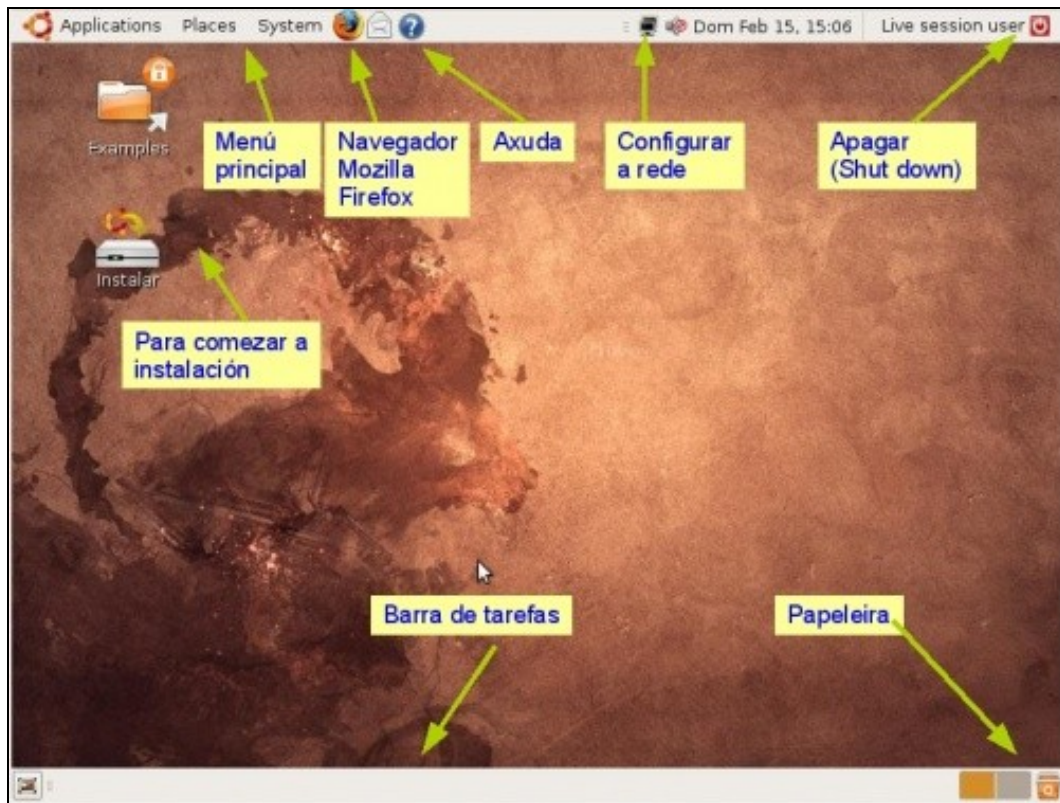 Applications Places System Dom Feb 15, 15:06 Live session user
Examples
Menú
principal
Navegador
Mozilla
Firefox
Axuda
Configurar
a rede
Apagar
(Shut down)
Instalar
Para comezar a
instalación
Barra de tarefas
Papeleira